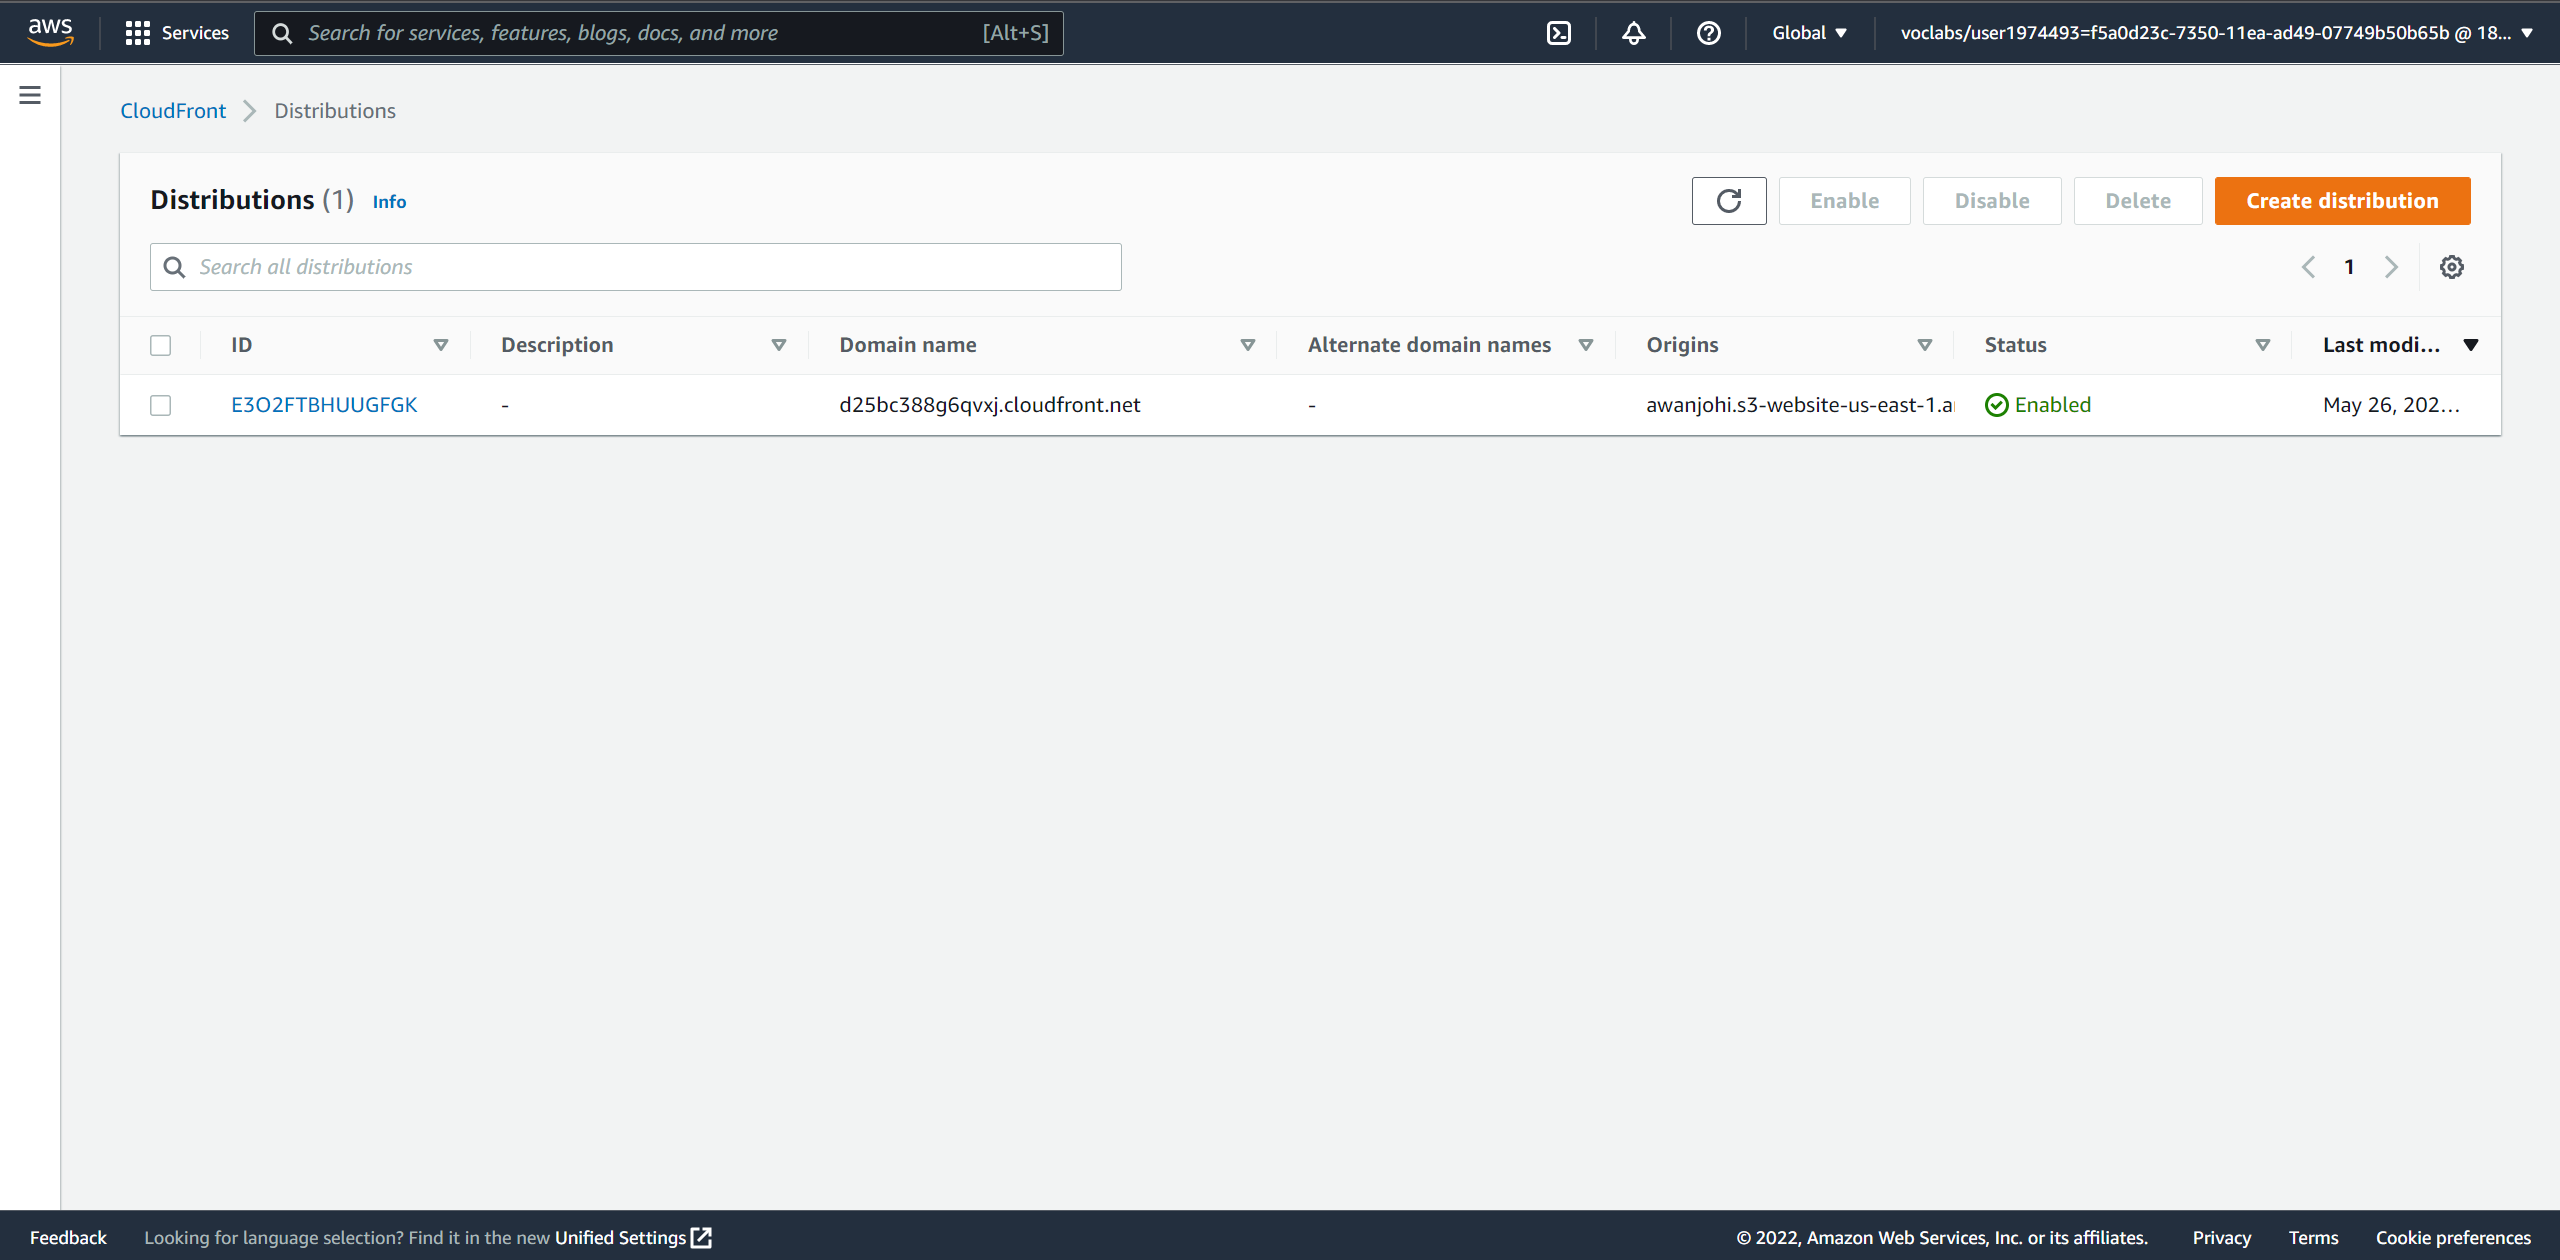 aws Services Search for services, features, blogs, docs, and more [Alt+S] Global voclabs/user1974493=f5a0d23c-7350-11ea-ad49-07749b50b65b @ 18...
CloudFront Distributions
Distributions (1) Info Enable Disable Delete Create distribution
Search all distributions 1
ID Description Domain name Alternate domain names Origins Status Last modi...
E3O2FTBHUUGFGK - d25bc388g6qvxj.cloudfront.net - awanjohi.s3-website-us-east-1.a Enabled May 26, 202...
Feedback Looking for language selection? Find it in the new Unified Settings © 2022, Amazon Web Services, Inc. or its affiliates. Privacy Terms Cookie preferences